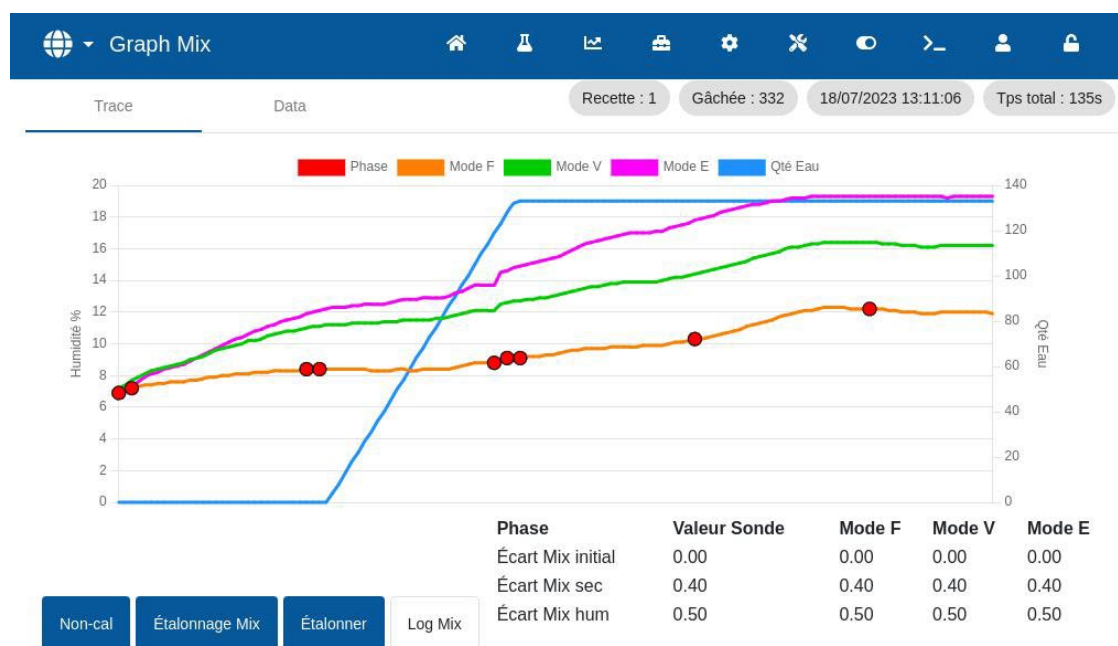 Graph Mix
Trace Data Recette : 1 Gâchée : 332 18/07/2023 13:11:06 Tps total : 135s
Phase Mode F Mode V Mode E Qté Eau
20 140
18
16 120
14 100
12
10 80
8 60
6 40
4
2 20
0 0
Humidité %
Qté Eau
Phase Valeur Sonde Mode F Mode V Mode E
Écart Mix initial 0.00 0.00 0.00 0.00
Écart Mix sec 0.40 0.40 0.40 0.40
Écart Mix hum 0.50 0.50 0.50 0.50
Non-cal Étalonnage Mix Étalonner Log Mix